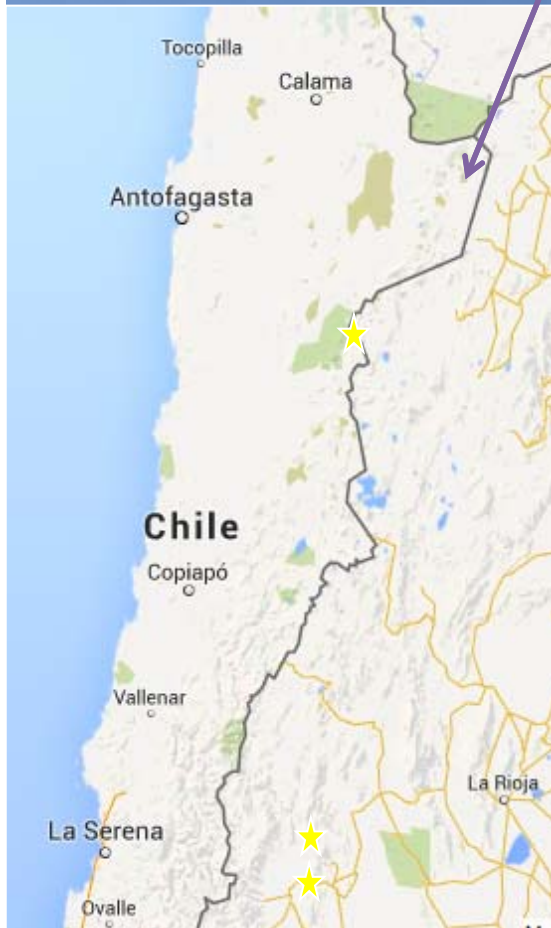 Tocopilla
Calama
Antofagasta
Chile
Copiapó
Vallenar
La Rioja
La Serena
Ovalle